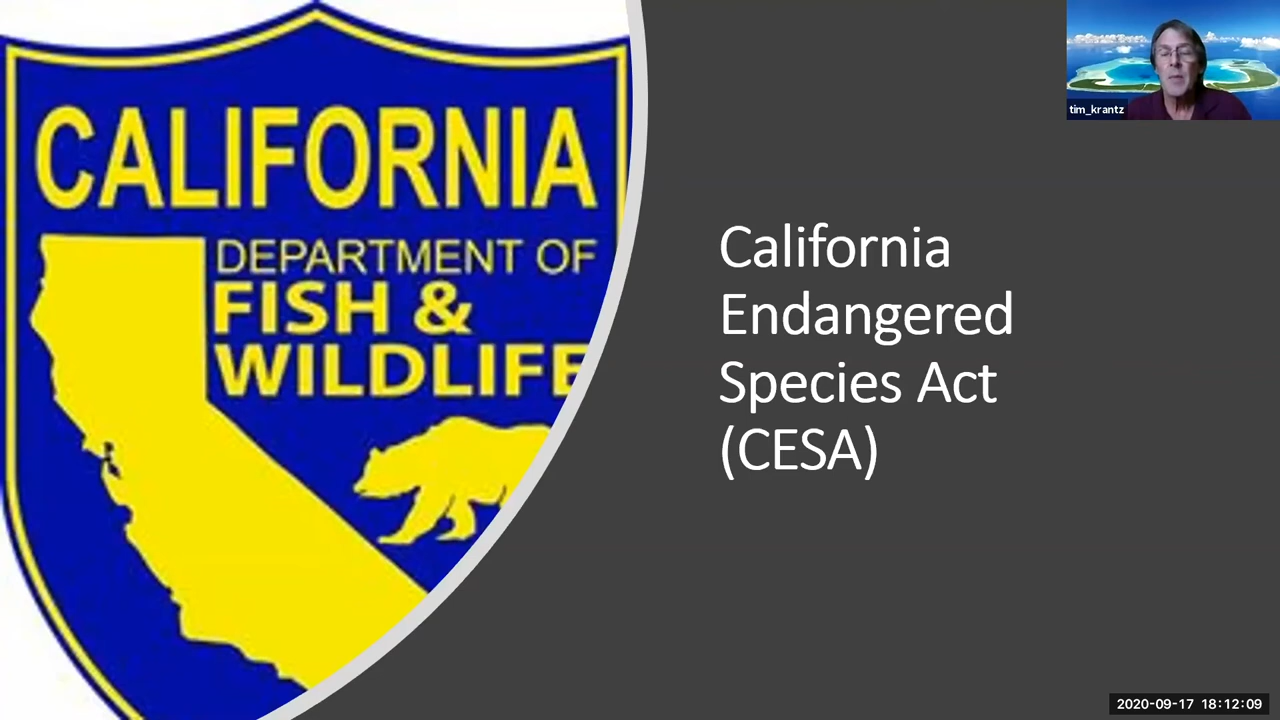 CALIFORNIA
DEPARTMENT OF
FISH &
WILDLIFE
California
Endangered
Species Act
(CESA)
tim_krantz
2020-09-17 18:12:09